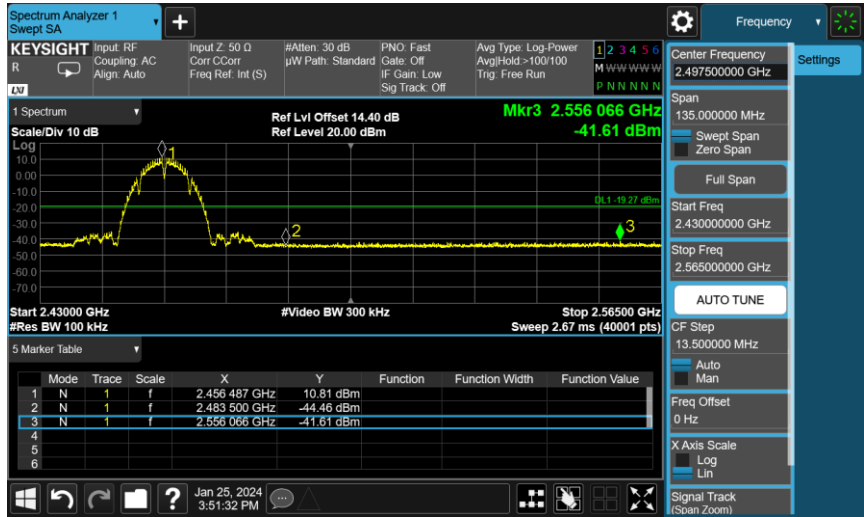 Spectrum Analyzer 1
Swept SA
+
Frequency
KEYSIGHT
R
LXI
Input: RF
Coupling: AC
Align: Auto
Input Z: 50 Ω
Corr CCorr
Freq Ref: Int (S)
#Atten: 30 dB
µW Path: Standard
PNO: Fast
Gate: Off
IF Gain: Low
Sig Track: Off
Avg Type: Log-Power
Avg|Hold:>100/100
Trig: Free Run
1 2 3 4 5 6
M W W W W W
P N N N N N
1 Spectrum
Scale/Div 10 dB
Ref Lvl Offset 14.40 dB
Ref Level 20.00 dBm
Mkr3 2.556 066 GHz
-41.61 dBm
Log
10.0
0.00
-10.0
-20.0
-30.0
-40.0
-50.0
-60.0
-70.0
1
2
3
DL1 -19.27 dBm
Start 2.43000 GHz
#Video BW 300 kHz
Stop 2.56500 GHz
#Res BW 100 kHz
Sweep 2.67 ms (40001 pts)
5 Marker Table
Mode Trace Scale X Y Function Function Width Function Value
1 N 1 f 2.456 487 GHz 10.81 dBm
2 N 1 f 2.483 500 GHz -44.46 dBm
3 N 1 f 2.556 066 GHz -41.61 dBm
4
5
6
Jan 25, 2024
3:51:32 PM
?
Center Frequency
2.497500000 GHz
Settings
Span
135.000000 MHz
Swept Span
Zero Span
Full Span
Start Freq
2.430000000 GHz
Stop Freq
2.565000000 GHz
AUTO TUNE
CF Step
13.500000 MHz
Auto
Man
Freq Offset
0 Hz
X Axis Scale
Log
Lin
Signal Track
(Span Zoom)